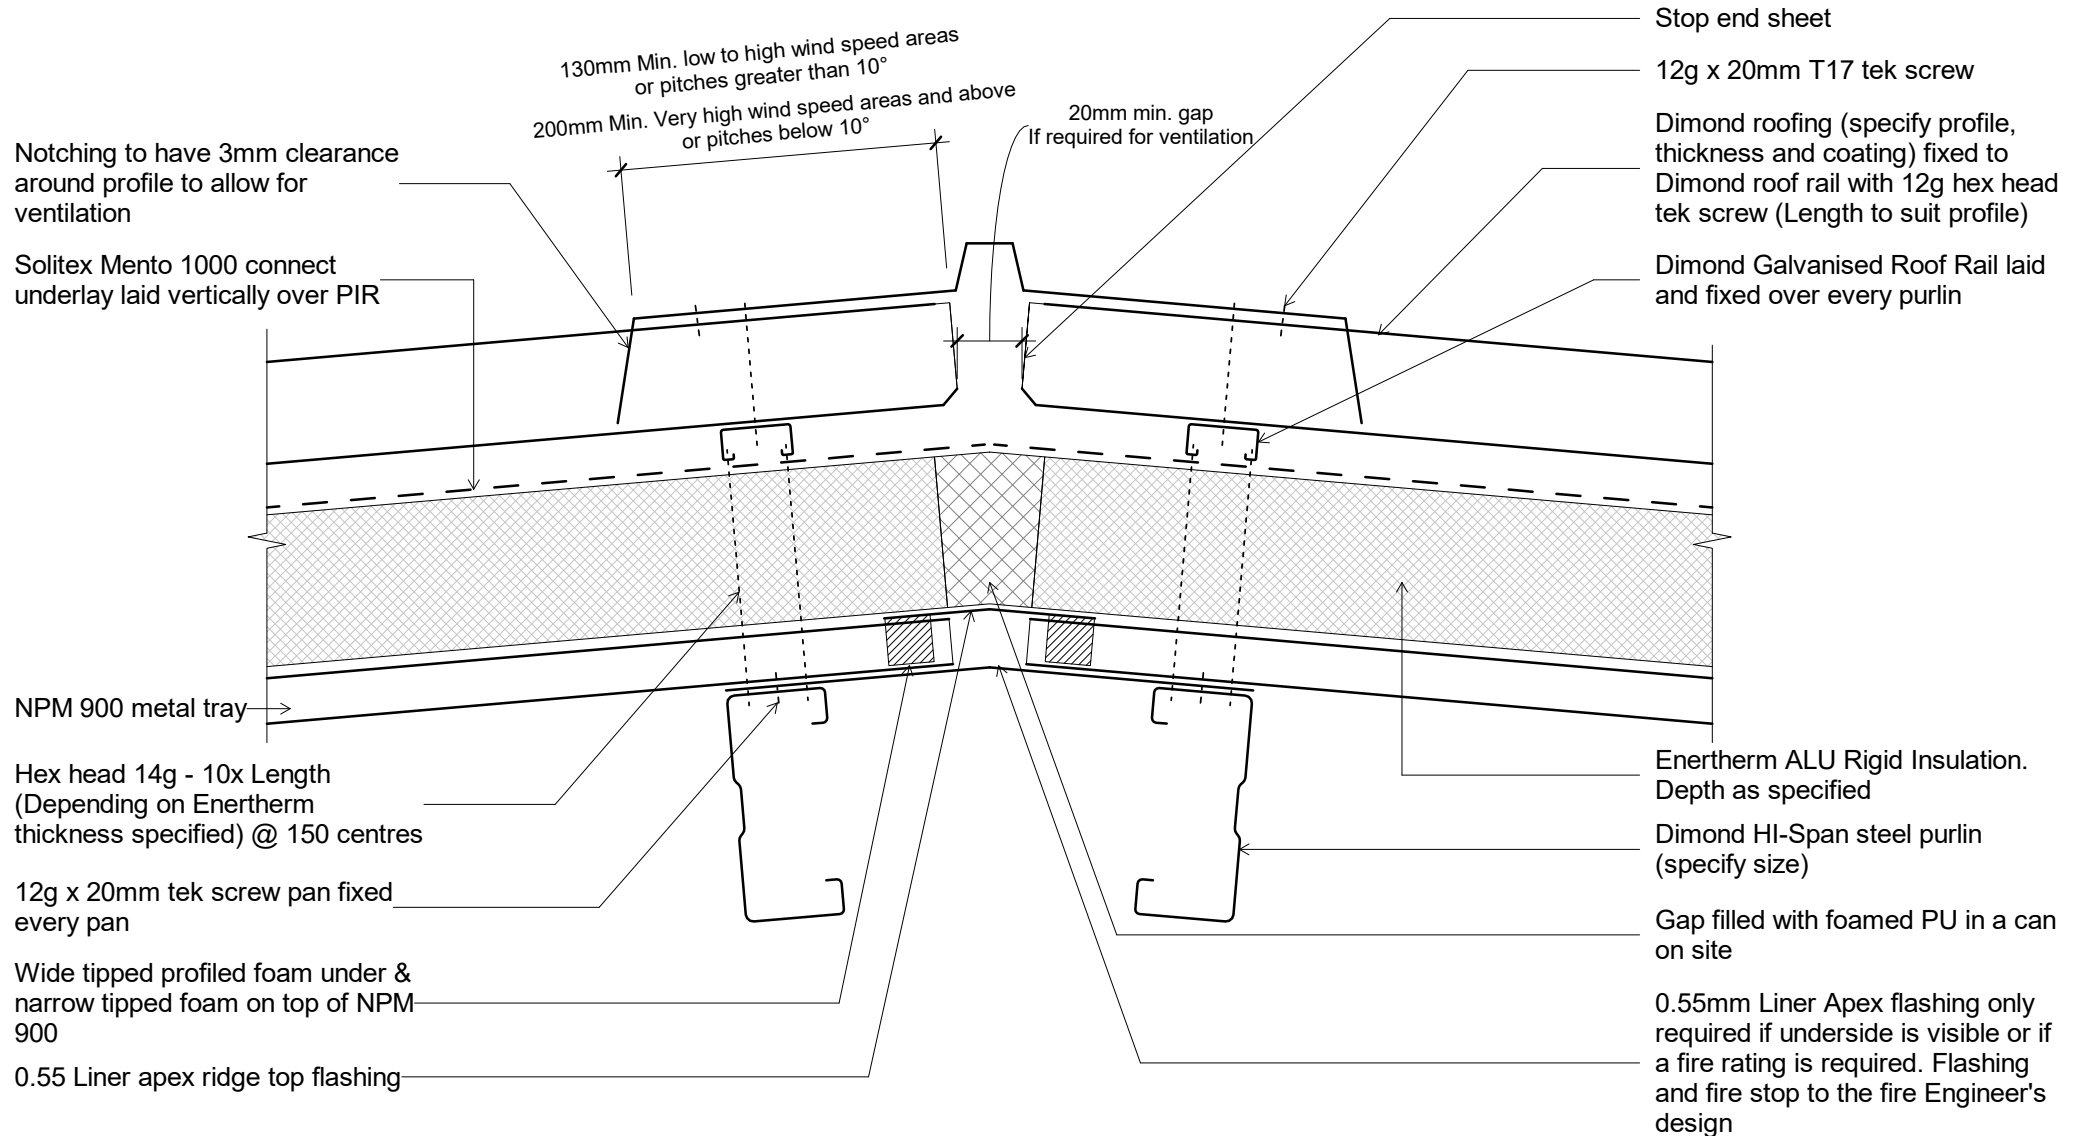 130mm Min. low to high wind speed areas
or pitches greater than 10°
200mm Min. Very high wind speed areas and above
or pitches below 10°
20mm min. gap
If required for ventilation
Notching to have 3mm clearance
around profile to allow for
ventilation
Solitex Mento 1000 connect
underlay laid vertically over PIR
NPM 900 metal tray
Hex head 14g - 10x Length
(Depending on Enertherm
thickness specified) @ 150 centres
12g x 20mm tek screw pan fixed
every pan
Wide tipped profiled foam under &
narrow tipped foam on top of NPM
900
0.55 Liner apex ridge top flashing
Stop end sheet
12g x 20mm T17 tek screw
Dimond roofing (specify profile,
thickness and coating) fixed to
Dimond roof rail with 12g hex head
tek screw (Length to suit profile)
Dimond Galvanised Roof Rail laid
and fixed over every purlin
Enertherm ALU Rigid Insulation.
Depth as specified
Dimond HI-Span steel purlin
(specify size)
Gap filled with foamed PU in a can
on site
0.55mm Liner Apex flashing only
required if underside is visible or if
a fire rating is required. Flashing
and fire stop to the fire Engineer's
design